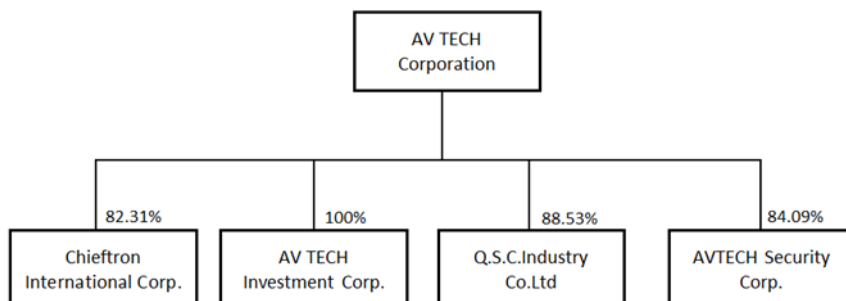 AV TECH
Corporation
82.31%
100%
88.53%
84.09%
Chieftron
International Corp.
AV TECH
Investment Corp.
Q.S.C.Industry
Co.Ltd
AVTECH Security
Corp.